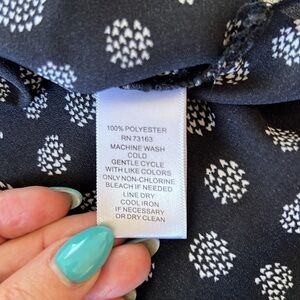 100% POLYESTER
RN 73163
MACHINE WASH
COLD
GENTLE CYCLE
WITH LIKE COLORS
ONLY NON-CHLORINE
BLEACH IF NEEDED
LINE DRY
COOL IRON
IF NECESSARY
OR DRY CLEAN